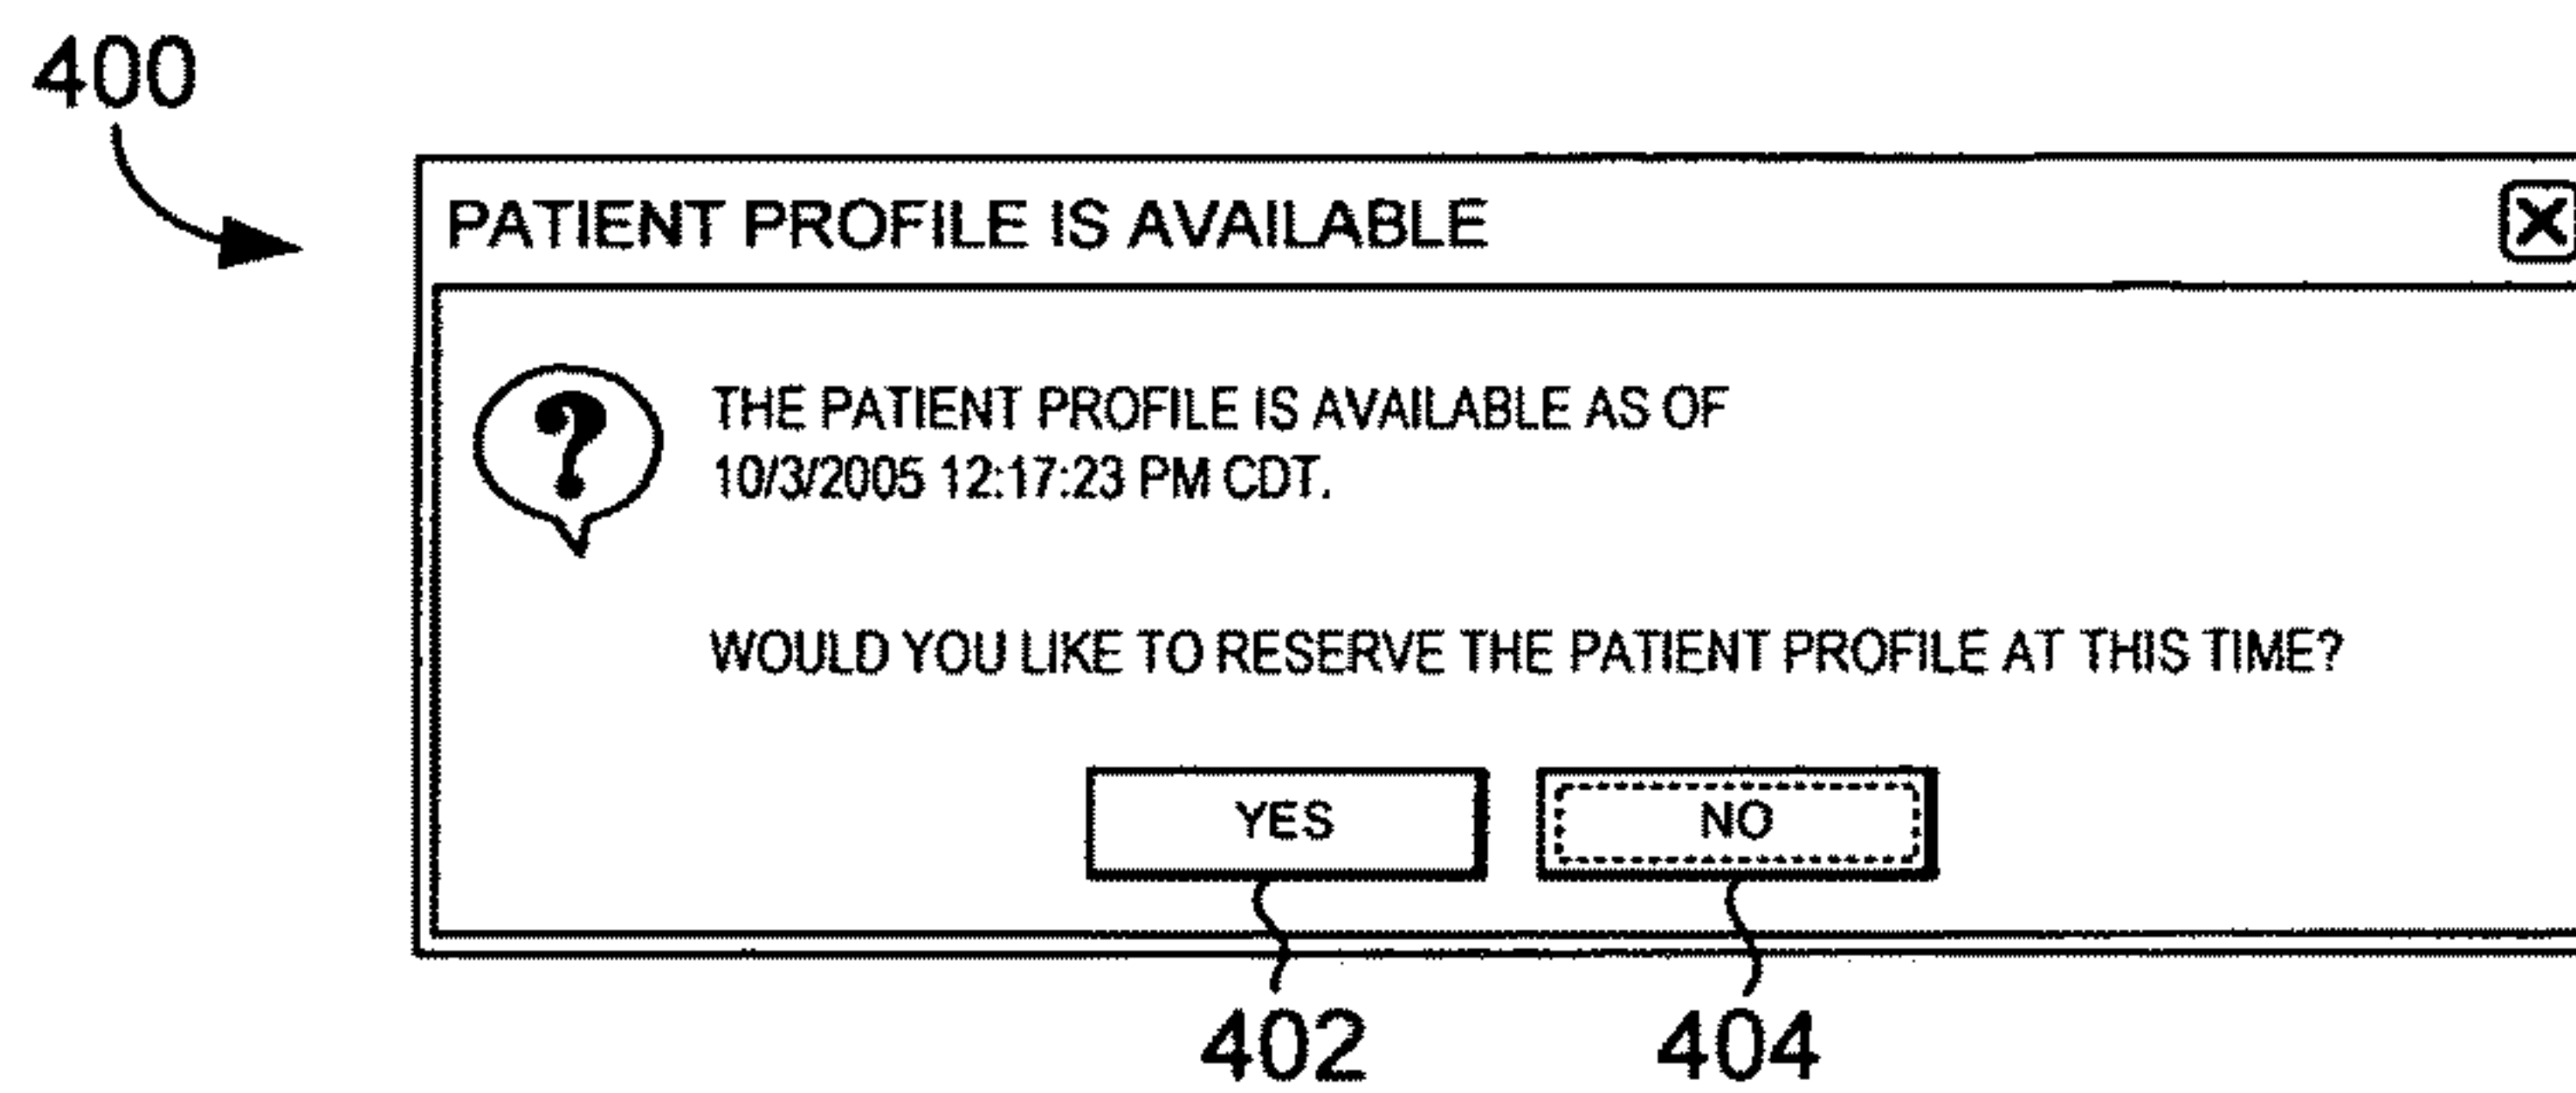 400
PATIENT PROFILE IS AVAILABLE
?
THE PATIENT PROFILE IS AVAILABLE AS OF
10/3/2005 12:17:23 PM CDT.
WOULD YOU LIKE TO RESERVE THE PATIENT PROFILE AT THIS TIME?
YES NO
402 404